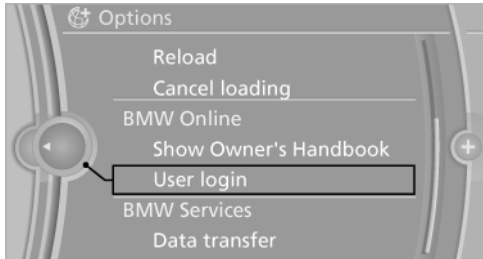 Options
Reload
Cancel loading
BMW Online
Show Owner's Handbook
User login
BMW Services
Data transfer